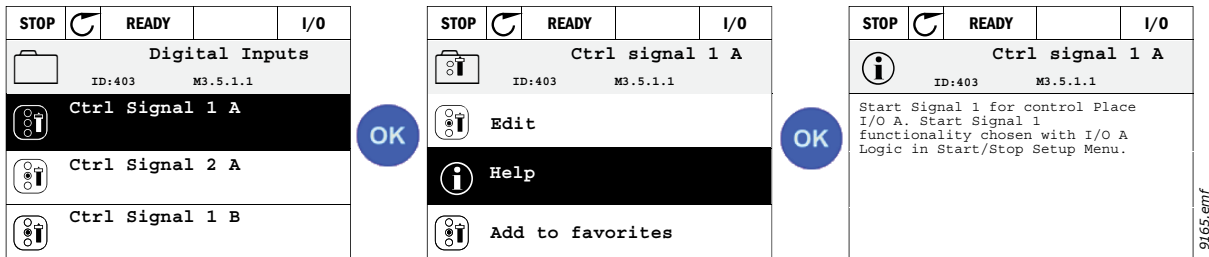 STOP READY I/O
Digital Inputs
ID:403 M3.5.1.1
Ctrl Signal 1 A
Ctrl Signal 2 A
Ctrl Signal 1 B
OK
STOP READY I/O
Ctrl signal 1 A
ID:403 M3.5.1.1
Edit
Help
Add to favorites
OK
STOP READY I/O
Ctrl signal 1 A
ID:403 M3.5.1.1
Start Signal 1 for control Place
I/O A. Start Signal 1
functionality chosen with I/O A
Logic in Start/Stop Setup Menu.
9165.emf